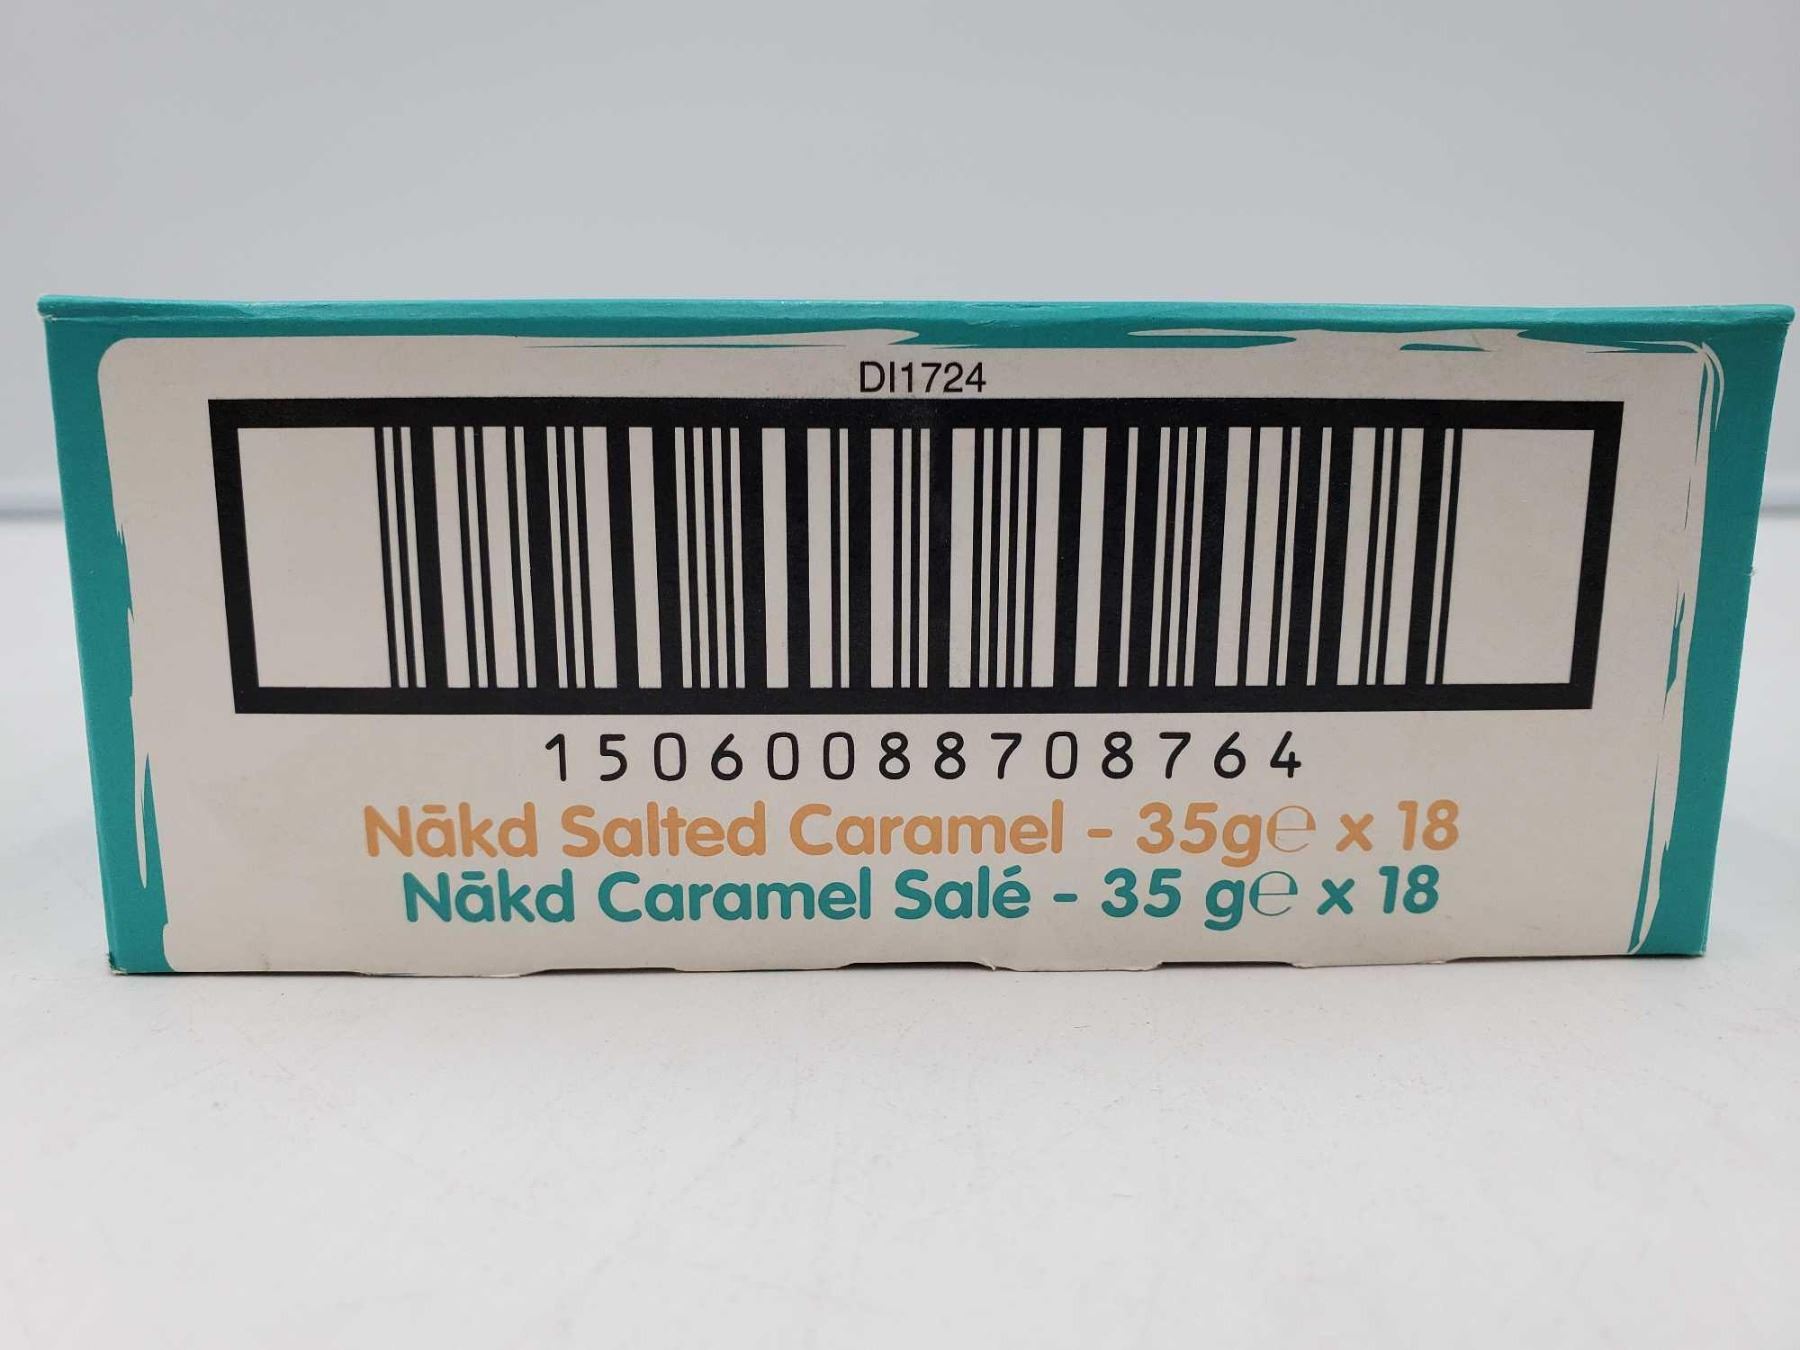 DI1724
15060088708764
Nākd Salted Caramel - 35g℮ x 18
Nākd Caramel Salé - 35 g℮ x 18